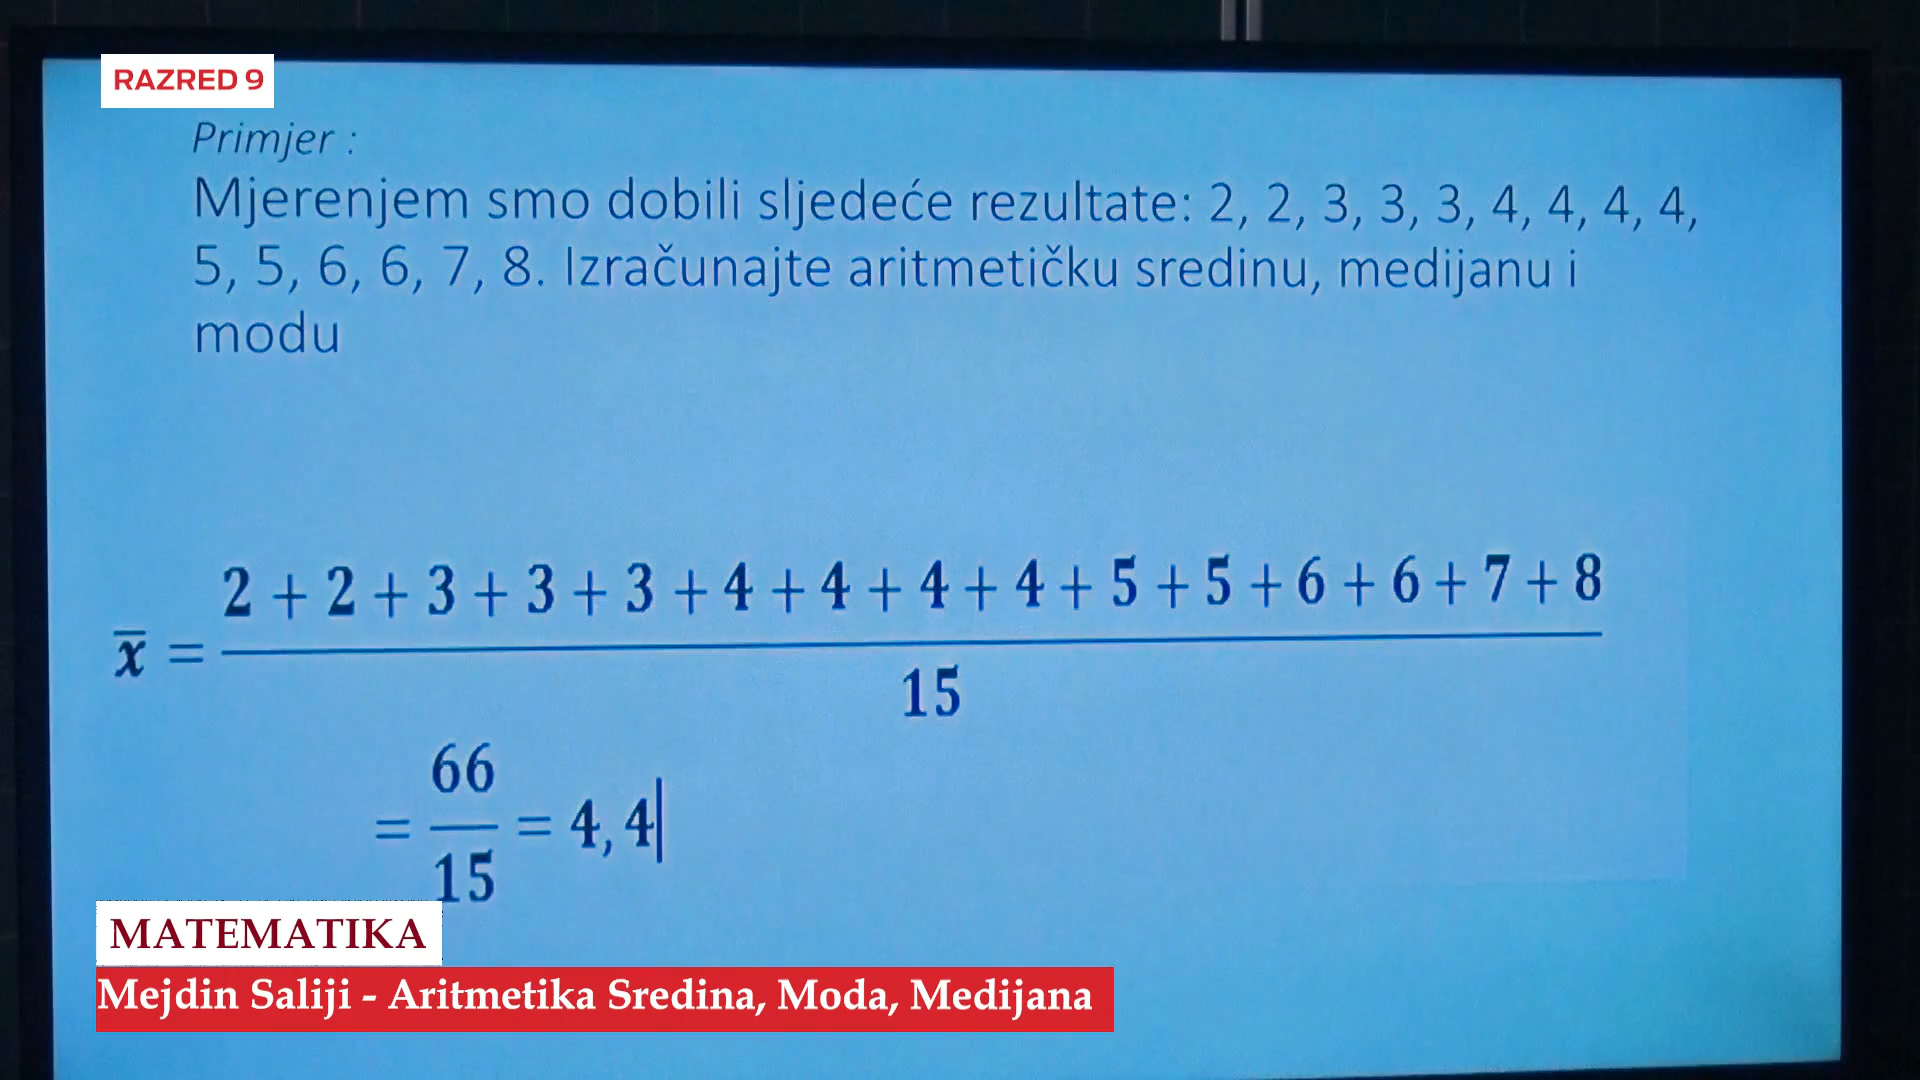 RAZRED 9
Primjer :
Mjerenjem smo dobili sljedeće rezultate: 2, 2, 3, 3, 3, 4, 4, 4, 4,
5, 5, 6, 6, 7, 8. Izračunajte aritmetičku sredinu, medijanu i
modu
x̅ = (2 + 2 + 3 + 3 + 3 + 4 + 4 + 4 + 4 + 5 + 5 + 6 + 6 + 7 + 8) / 15
= 66/15 = 4,4
MATEMATIKA
Mejdin Saliji - Aritmetika Sredina, Moda, Medijana